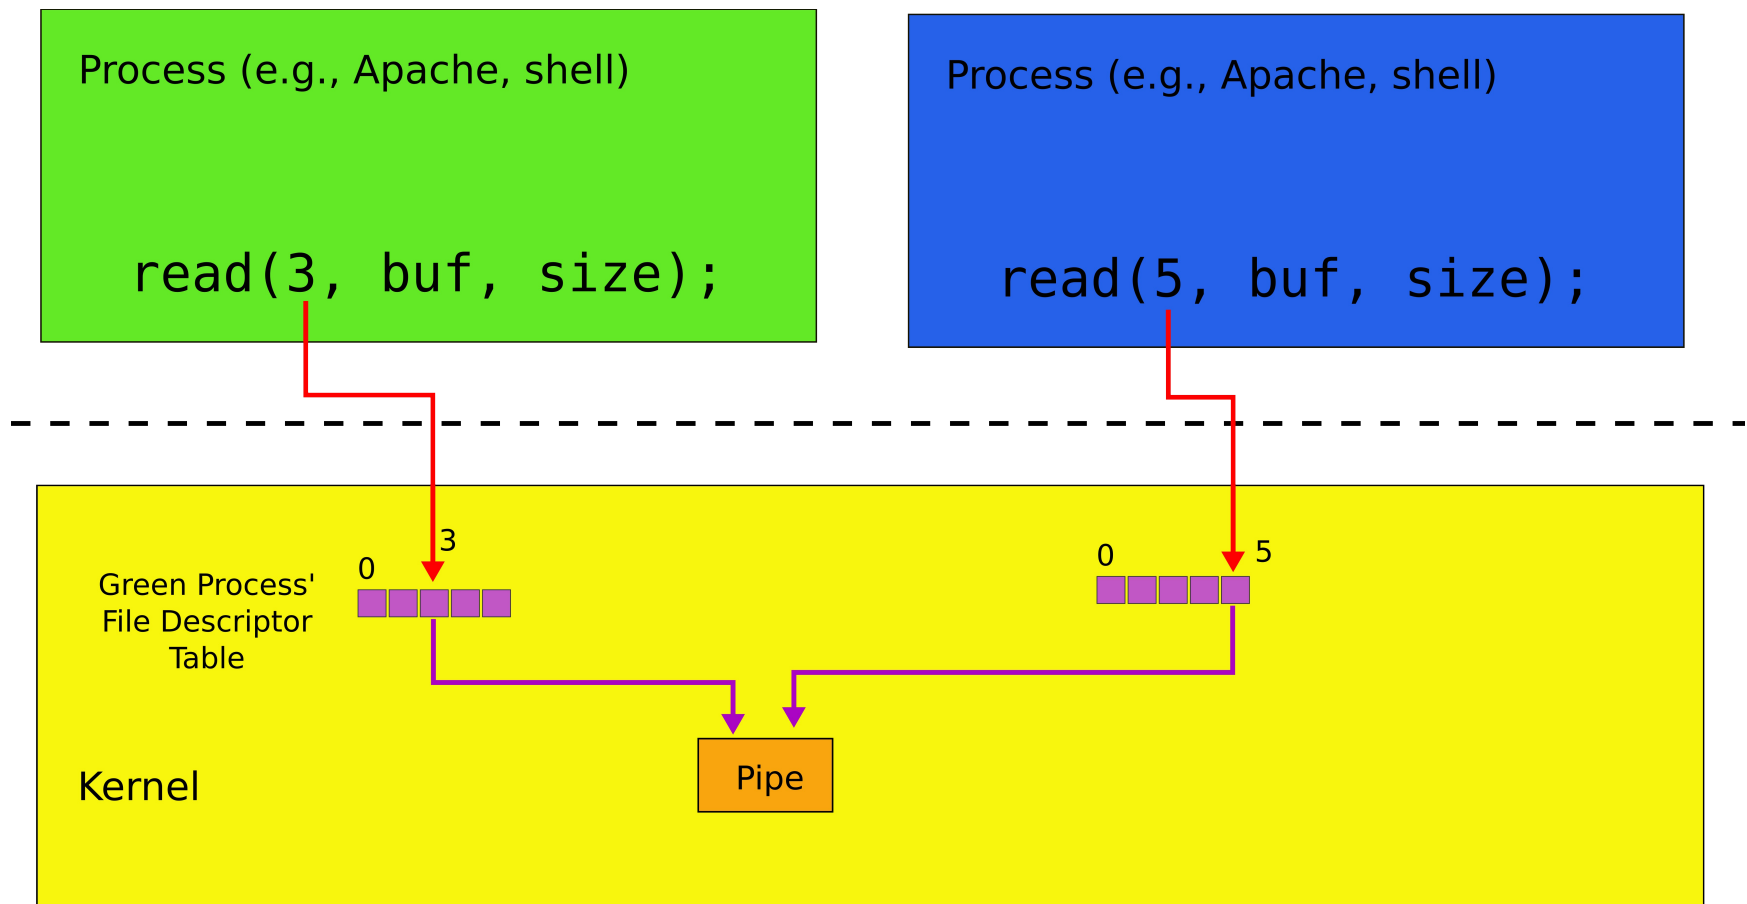 Process (e.g., Apache, shell)
read(3, buf, size);
Process (e.g., Apache, shell)
read(5, buf, size);
0
3
Green Process'
File Descriptor
Table
0
5
Pipe
Kernel